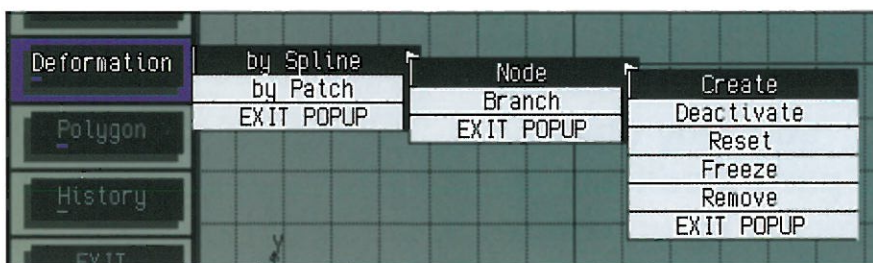 Deformation
Polygon
History
EXIT
by Spline
by Patch
EXIT POPUP
Node
Branch
EXIT POPUP
Create
Deactivate
Reset
Freeze
Remove
EXIT POPUP
y